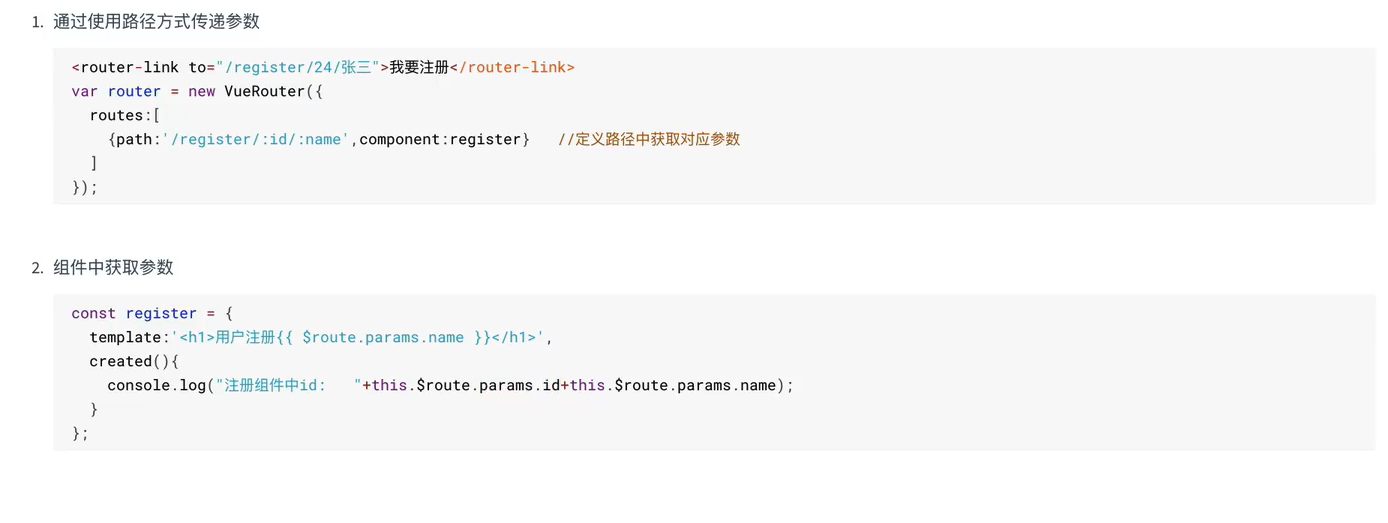 1. 通过使用路径方式传递参数
<router-link to="/register/24/张三">我要注册</router-link>
var router = new VueRouter({
  routes:[
    {path:'/register/:id/:name',component:register}   //定义路径中获取对应参数
  ]
});
2. 组件中获取参数
const register = {
  template:'<h1>用户注册{{ $route.params.name }}</h1>',
  created(){
    console.log("注册组件中id:   "+this.$route.params.id+this.$route.params.name);
  }
};